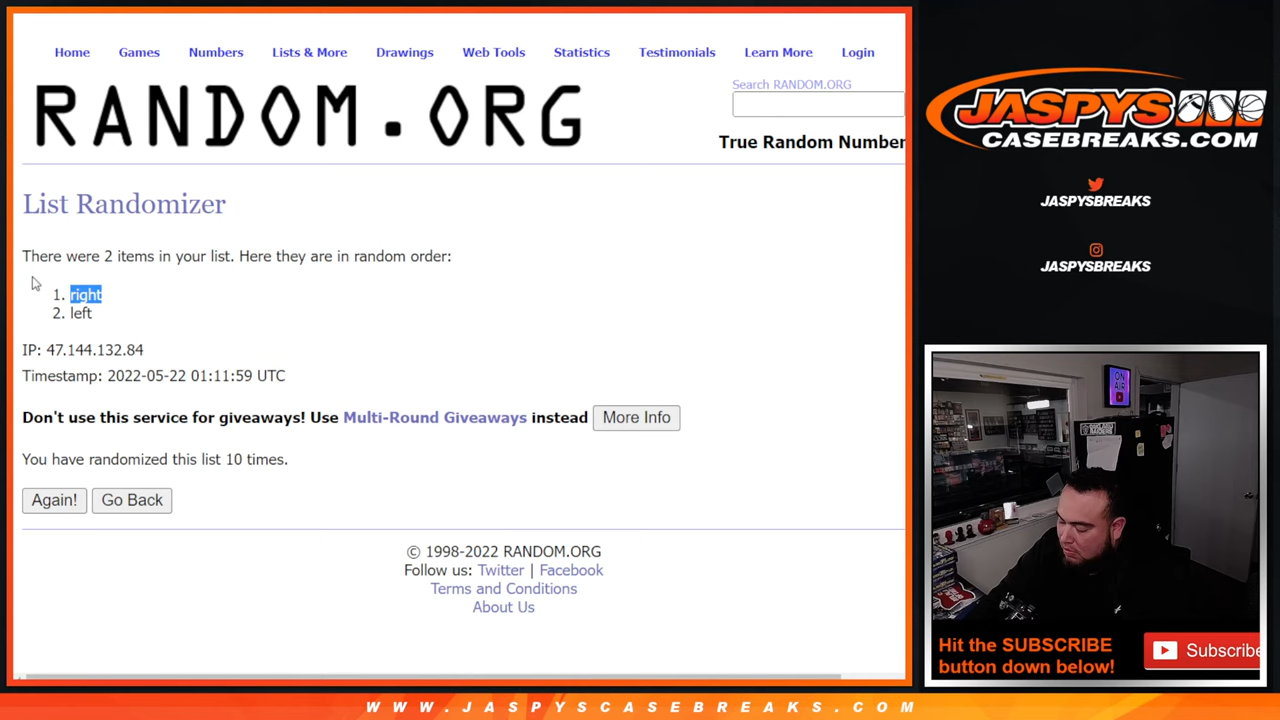 Home Games Numbers Lists & More Drawings Web Tools Statistics Testimonials Learn More Login
RANDOM.ORG
Search RANDOM.ORG
True Random Number
List Randomizer
There were 2 items in your list. Here they are in random order:
1. right
2. left
IP: 47.144.132.84
Timestamp: 2022-05-22 01:11:59 UTC
Don't use this service for giveaways! Use Multi-Round Giveaways instead More Info
You have randomized this list 10 times.
Again! Go Back
© 1998-2022 RANDOM.ORG
Follow us: Twitter | Facebook
Terms and Conditions
About Us
JASPYS
CASEBREAKS.COM
JASPYSBREAKS
JASPYSBREAKS
ON
AIR
Hit the SUBSCRIBE
button down below!
Subscribe
WWW.JASPYSCASEBREAKS.COM